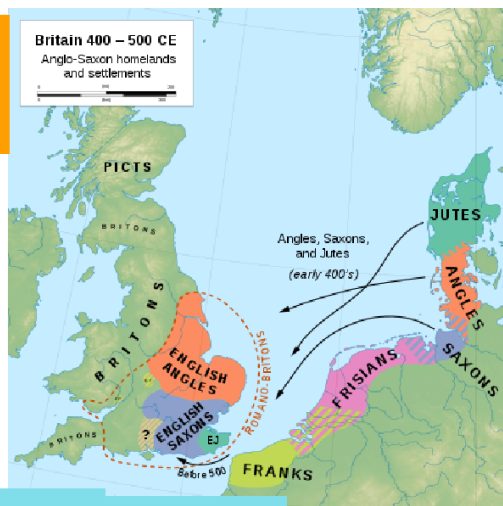 Britain 400 – 500 CE
Anglo-Saxon homelands
and settlements
PICTS
BRITONS
JUTES
Angles, Saxons,
and Jutes
(early 400's)
ANGLES
BRITONS
ROMANO-BRITONS
SAXONS
ENGLISH
ANGLES
FRISIANS
ENGLISH
SAXONS
?
BRITONS
EJ
Before 500
FRANKS